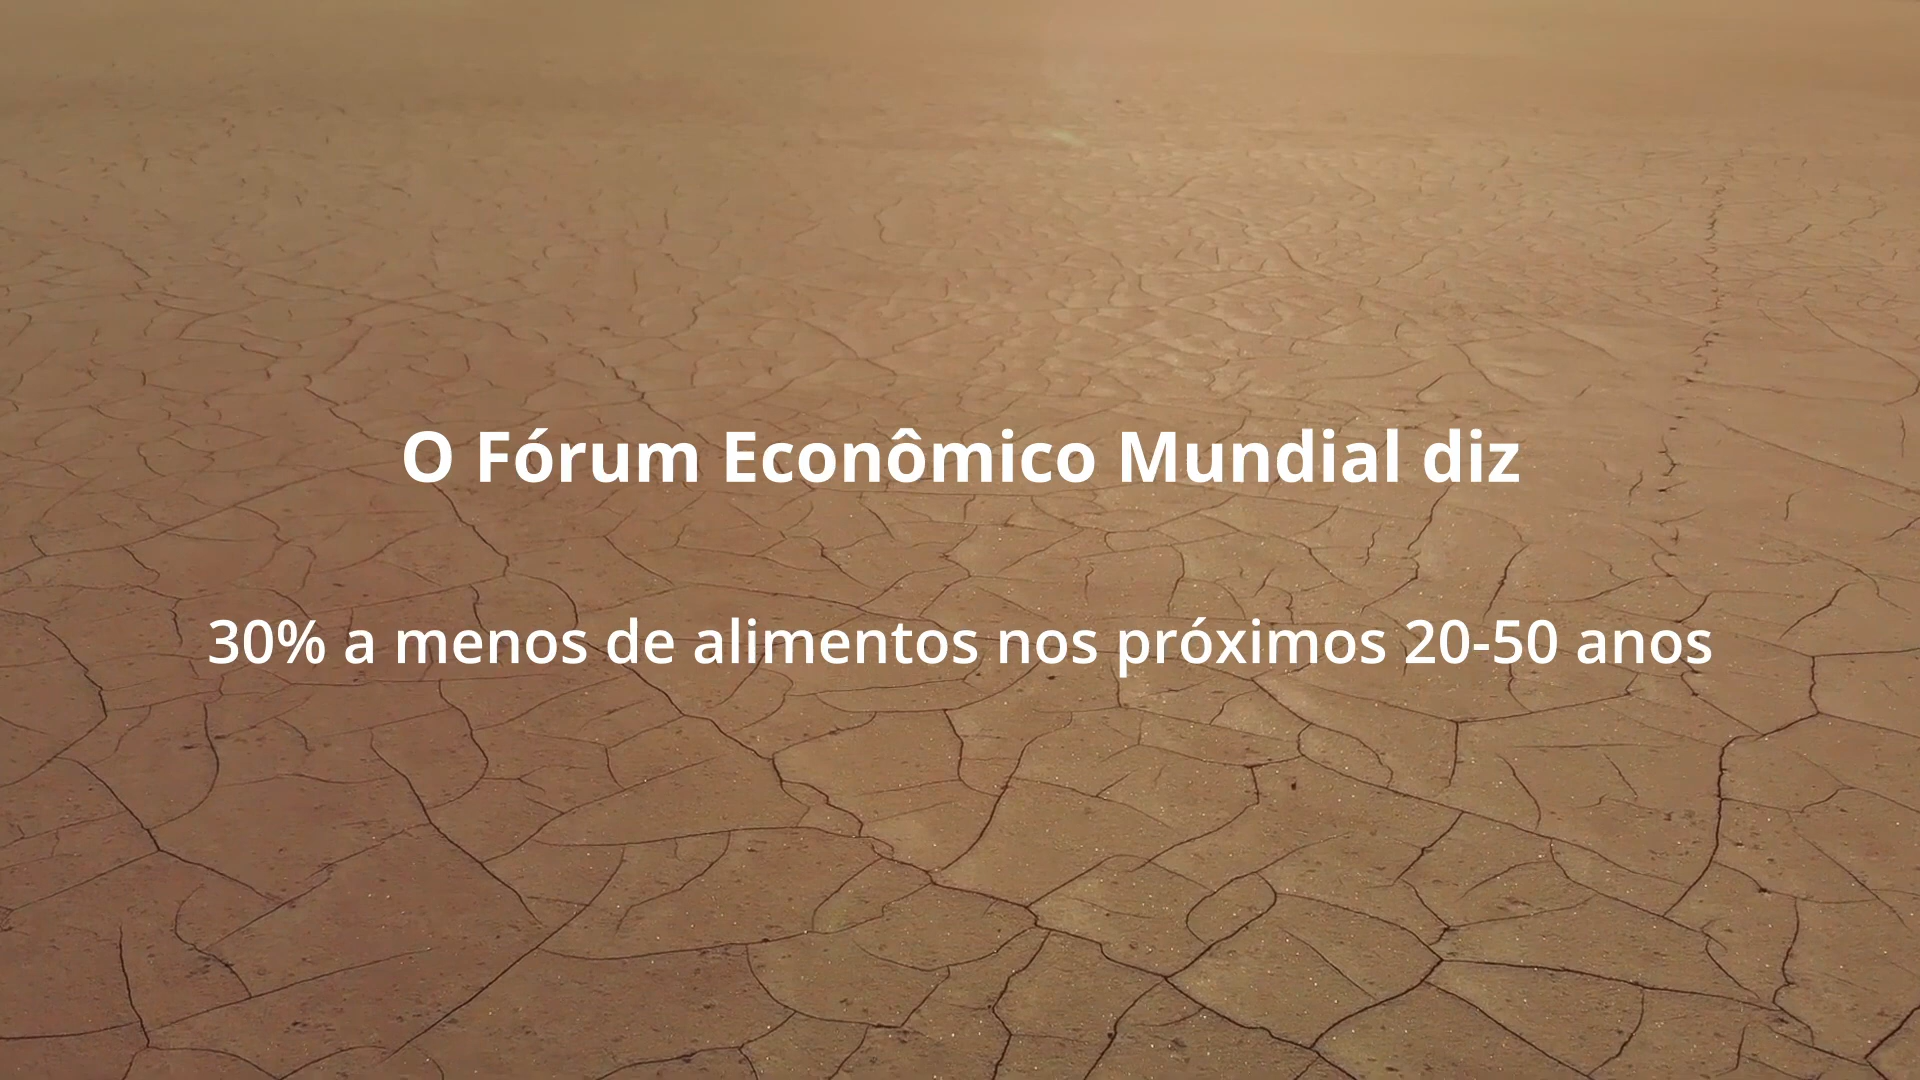 O Fórum Econômico Mundial diz
30% a menos de alimentos nos próximos 20-50 anos